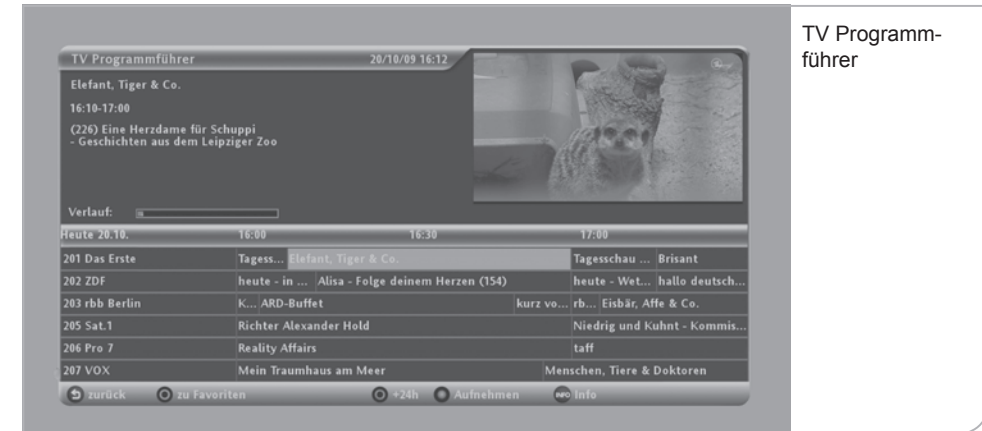 TV Programm-
führer
TV Programmführer 20/10/09 16:12
Elefant, Tiger & Co.
16:10-17:00
(226) Eine Herzdame für Schuppi
- Geschichten aus dem Leipziger Zoo
Verlauf:
Heute 20.10. 16:00 16:30 17:00
201 Das Erste Tagess... Elefant, Tiger & Co. Tagesschau ... Brisant
202 ZDF heute - in ... Alisa - Folge deinem Herzen (154) heute - Wet... hallo deutsch...
203 rbb Berlin K... ARD-Buffet kurz vo... rb... Eisbär, Affe & Co.
205 Sat.1 Richter Alexander Hold Niedrig und Kuhnt - Kommis...
206 Pro 7 Reality Affairs taff
207 VOX Mein Traumhaus am Meer Menschen, Tiere & Doktoren
zurück zu Favoriten +24h Aufnehmen INFO Info